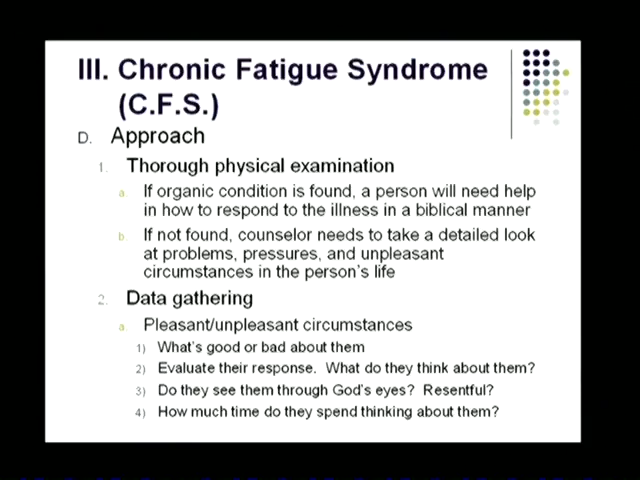 III. Chronic Fatigue Syndrome
(C.F.S.)
D. Approach
1. Thorough physical examination
a. If organic condition is found, a person will need help
in how to respond to the illness in a biblical manner
b. If not found, counselor needs to take a detailed look
at problems, pressures, and unpleasant
circumstances in the person's life
2. Data gathering
a. Pleasant/unpleasant circumstances
1) What's good or bad about them
2) Evaluate their response. What do they think about them?
3) Do they see them through God's eyes? Resentful?
4) How much time do they spend thinking about them?